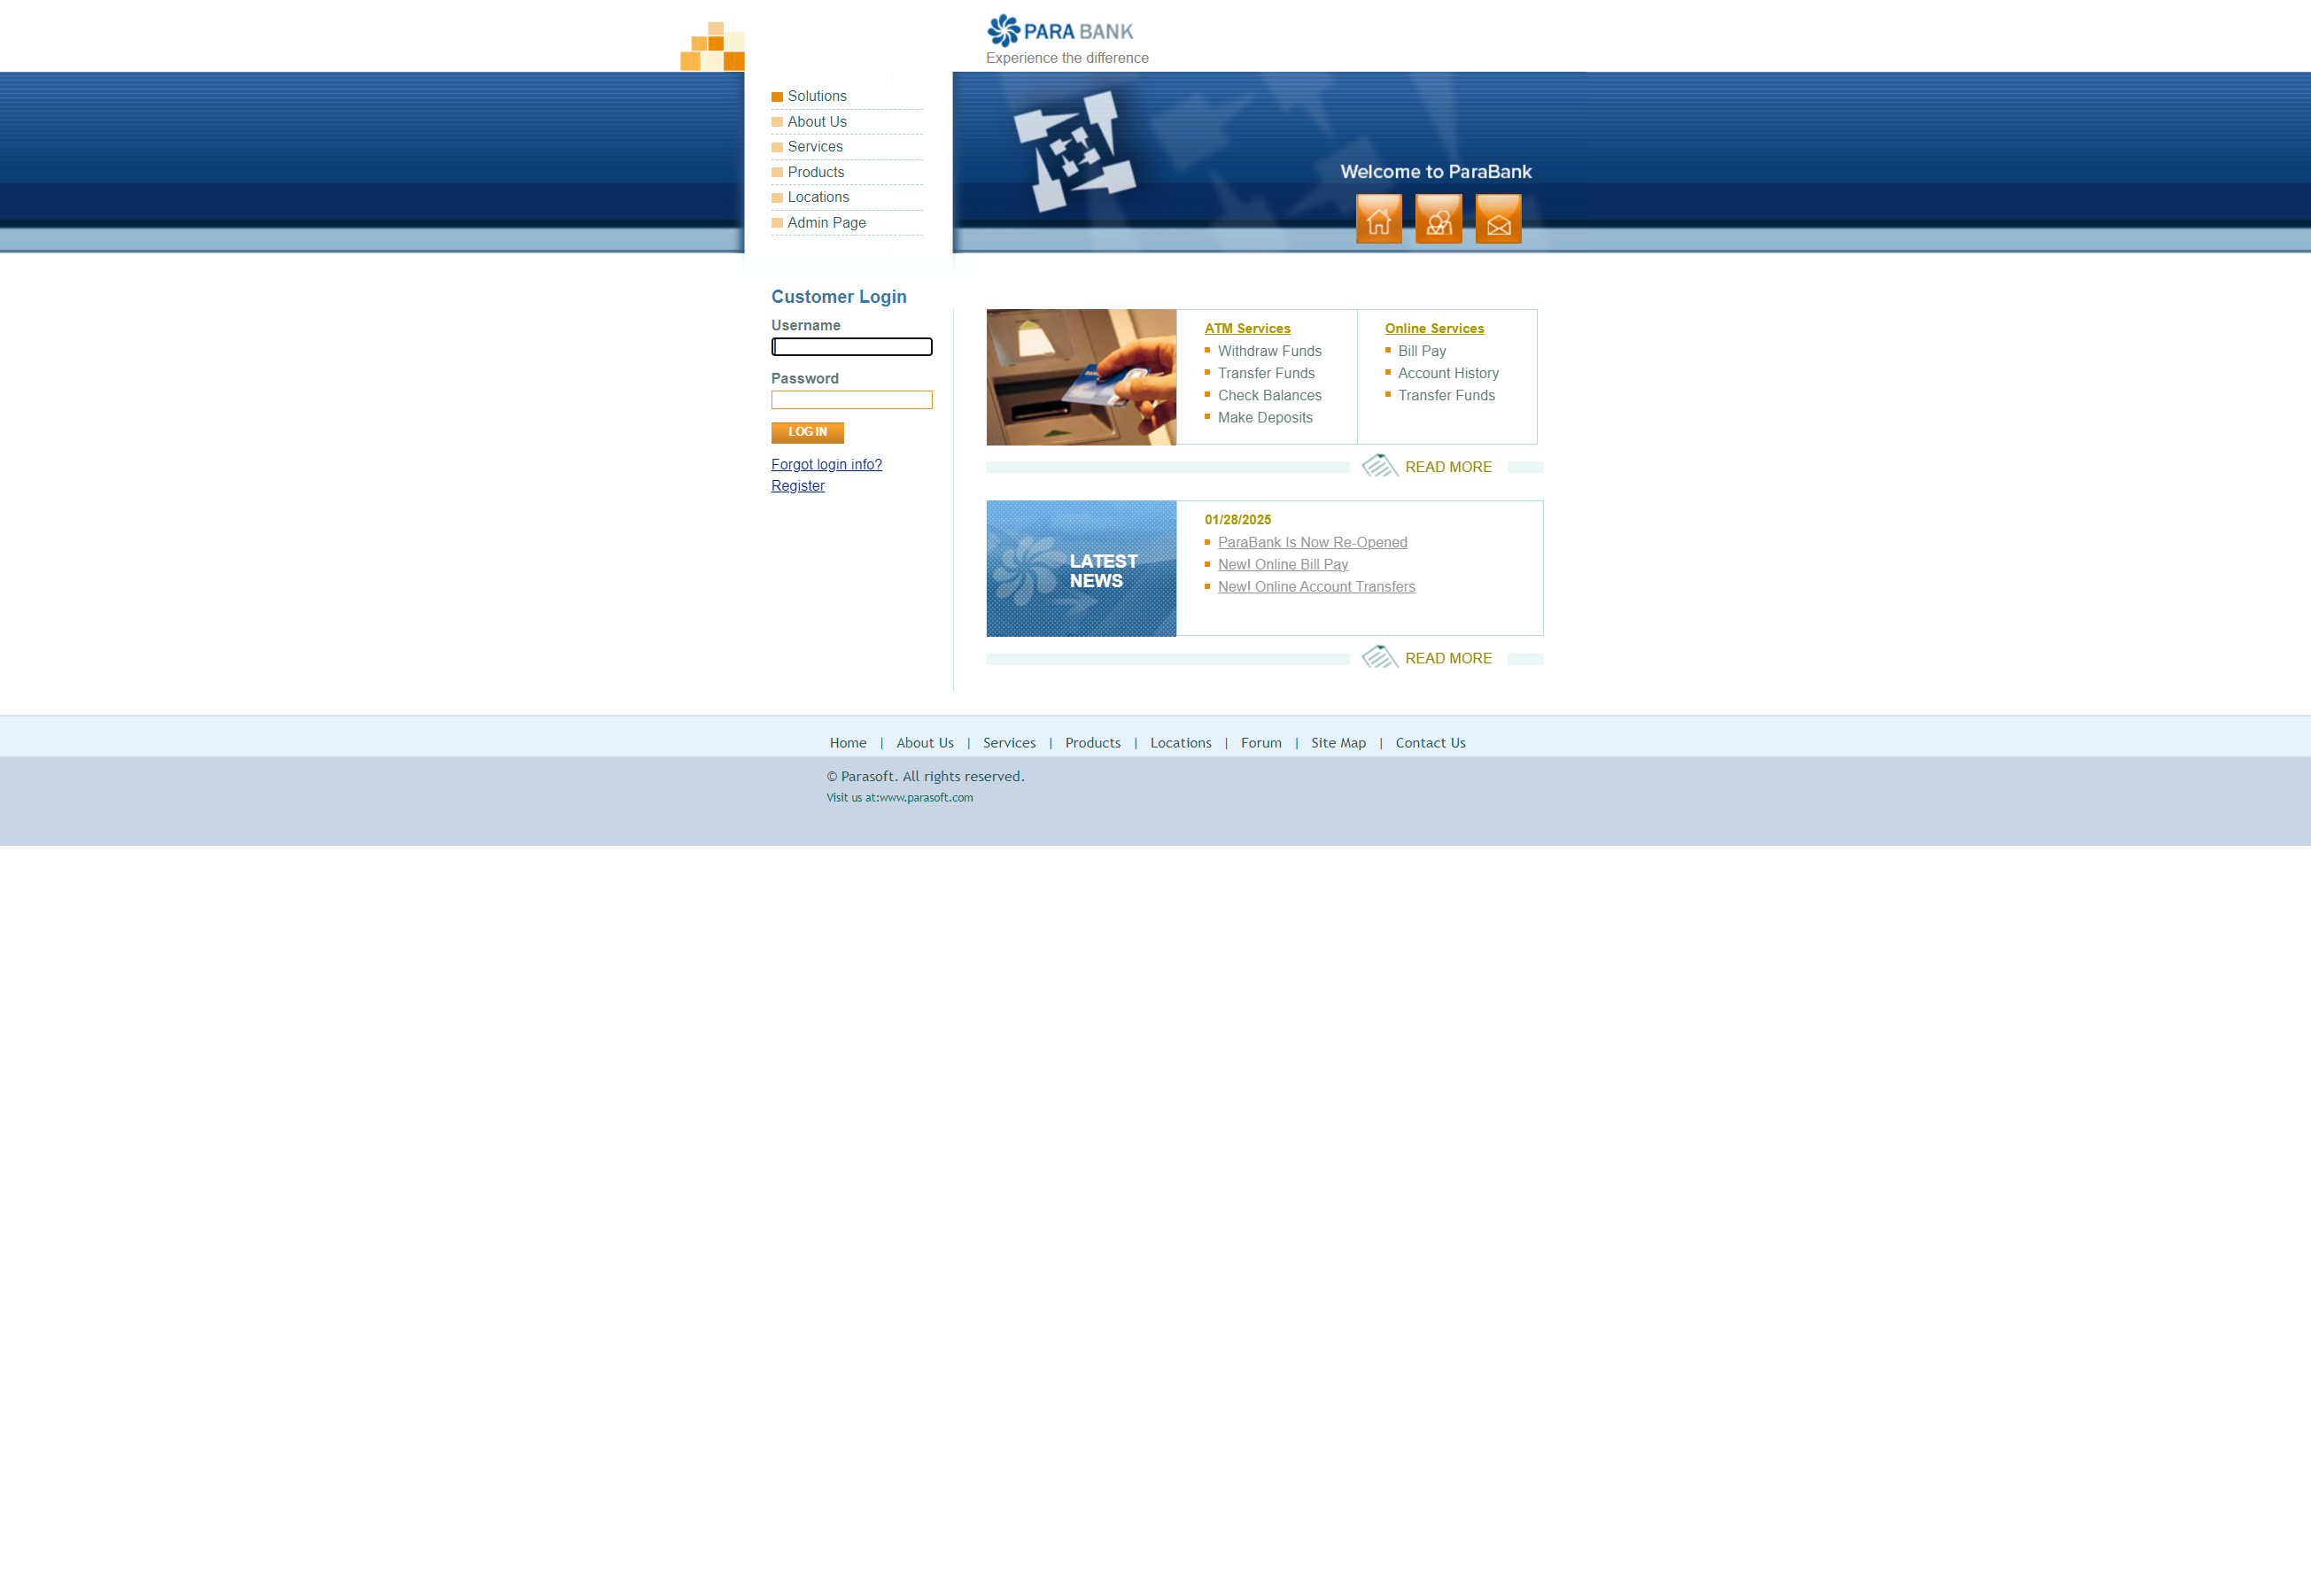 PARA BANK
Experience the difference
Solutions
About Us
Services
Products
Locations
Admin Page
Welcome to ParaBank
Customer Login
Username
Password
LOG IN
Forgot login info?
Register
ATM Services
Withdraw Funds
Transfer Funds
Check Balances
Make Deposits
Online Services
Bill Pay
Account History
Transfer Funds
READ MORE
LATEST
NEWS
01/28/2025
ParaBank Is Now Re-Opened
New! Online Bill Pay
New! Online Account Transfers
READ MORE
Home | About Us | Services | Products | Locations | Forum | Site Map | Contact Us
© Parasoft. All rights reserved.
Visit us at:www.parasoft.com